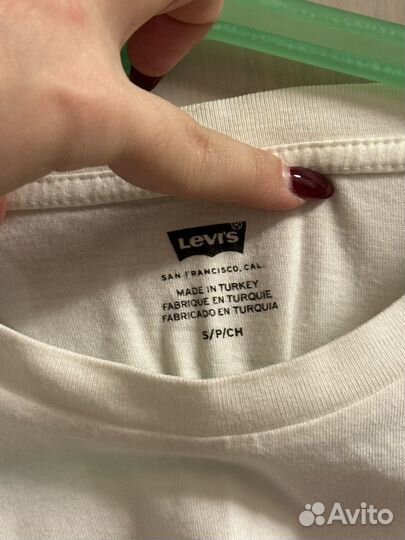 Levi's®
SAN FRANCISCO, CAL.
MADE IN TURKEY
FABRIQUE EN TURQUIE
FABRICADO EN TURQUIA
S/P/CH
Avito